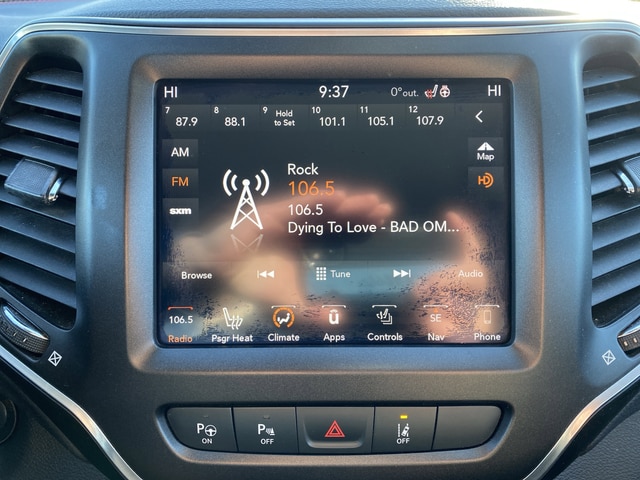 HI 9:37 0°out. HI
7 87.9 8 88.1 9 Hold to Set 10 101.1 11 105.1 12 107.9
AM
Map
Rock
FM
106.5
HD
106.5
sxm
Dying To Love - BAD OM...
Browse Tune Audio
106.5 SE
Radio Psgr Heat Climate Apps Controls Nav Phone
P ON P OFF OFF